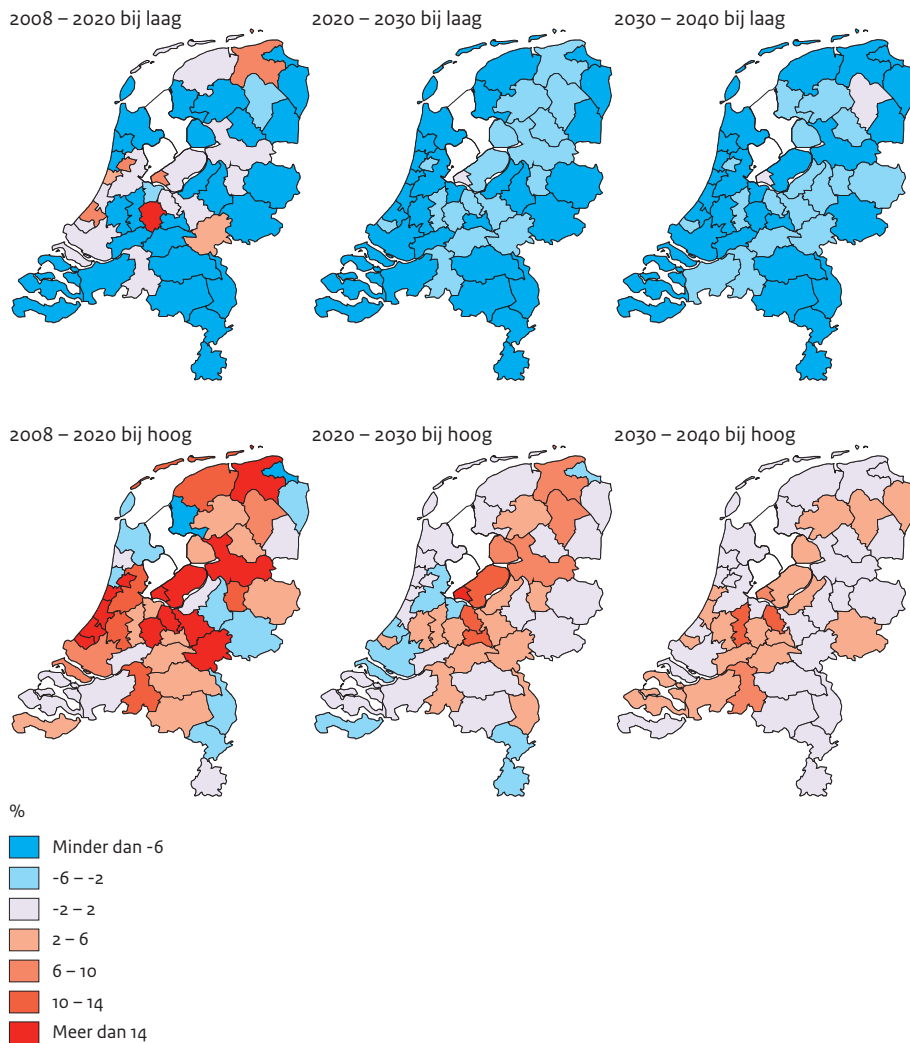 2008 – 2020 bij laag
2020 – 2030 bij laag
2030 – 2040 bij laag
2008 – 2020 bij hoog
2020 – 2030 bij hoog
2030 – 2040 bij hoog
%
Minder dan -6
-6 – -2
-2 – 2
2 – 6
6 – 10
10 – 14
Meer dan 14